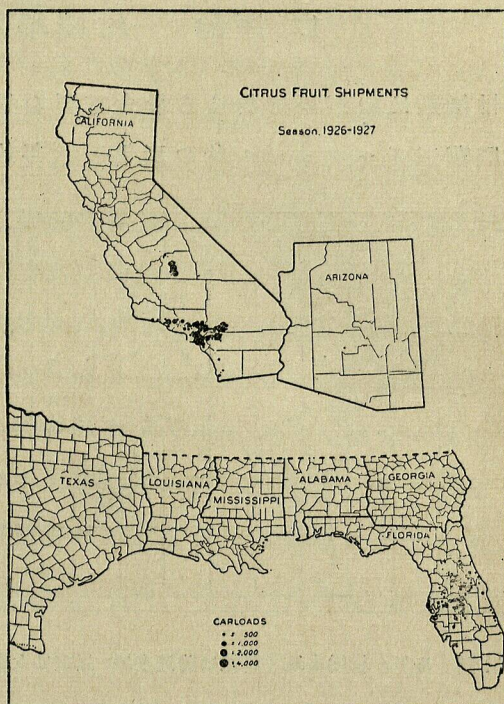 CITRUS FRUIT SHIPMENTS
Season, 1926-1927
CALIFORNIA
ARIZONA
TEXAS
LOUISIANA
MISSISSIPPI
ALABAMA
GEORGIA
FLORIDA
CARLOADS
= 500
= 1,000
= 2,000
= 4,000